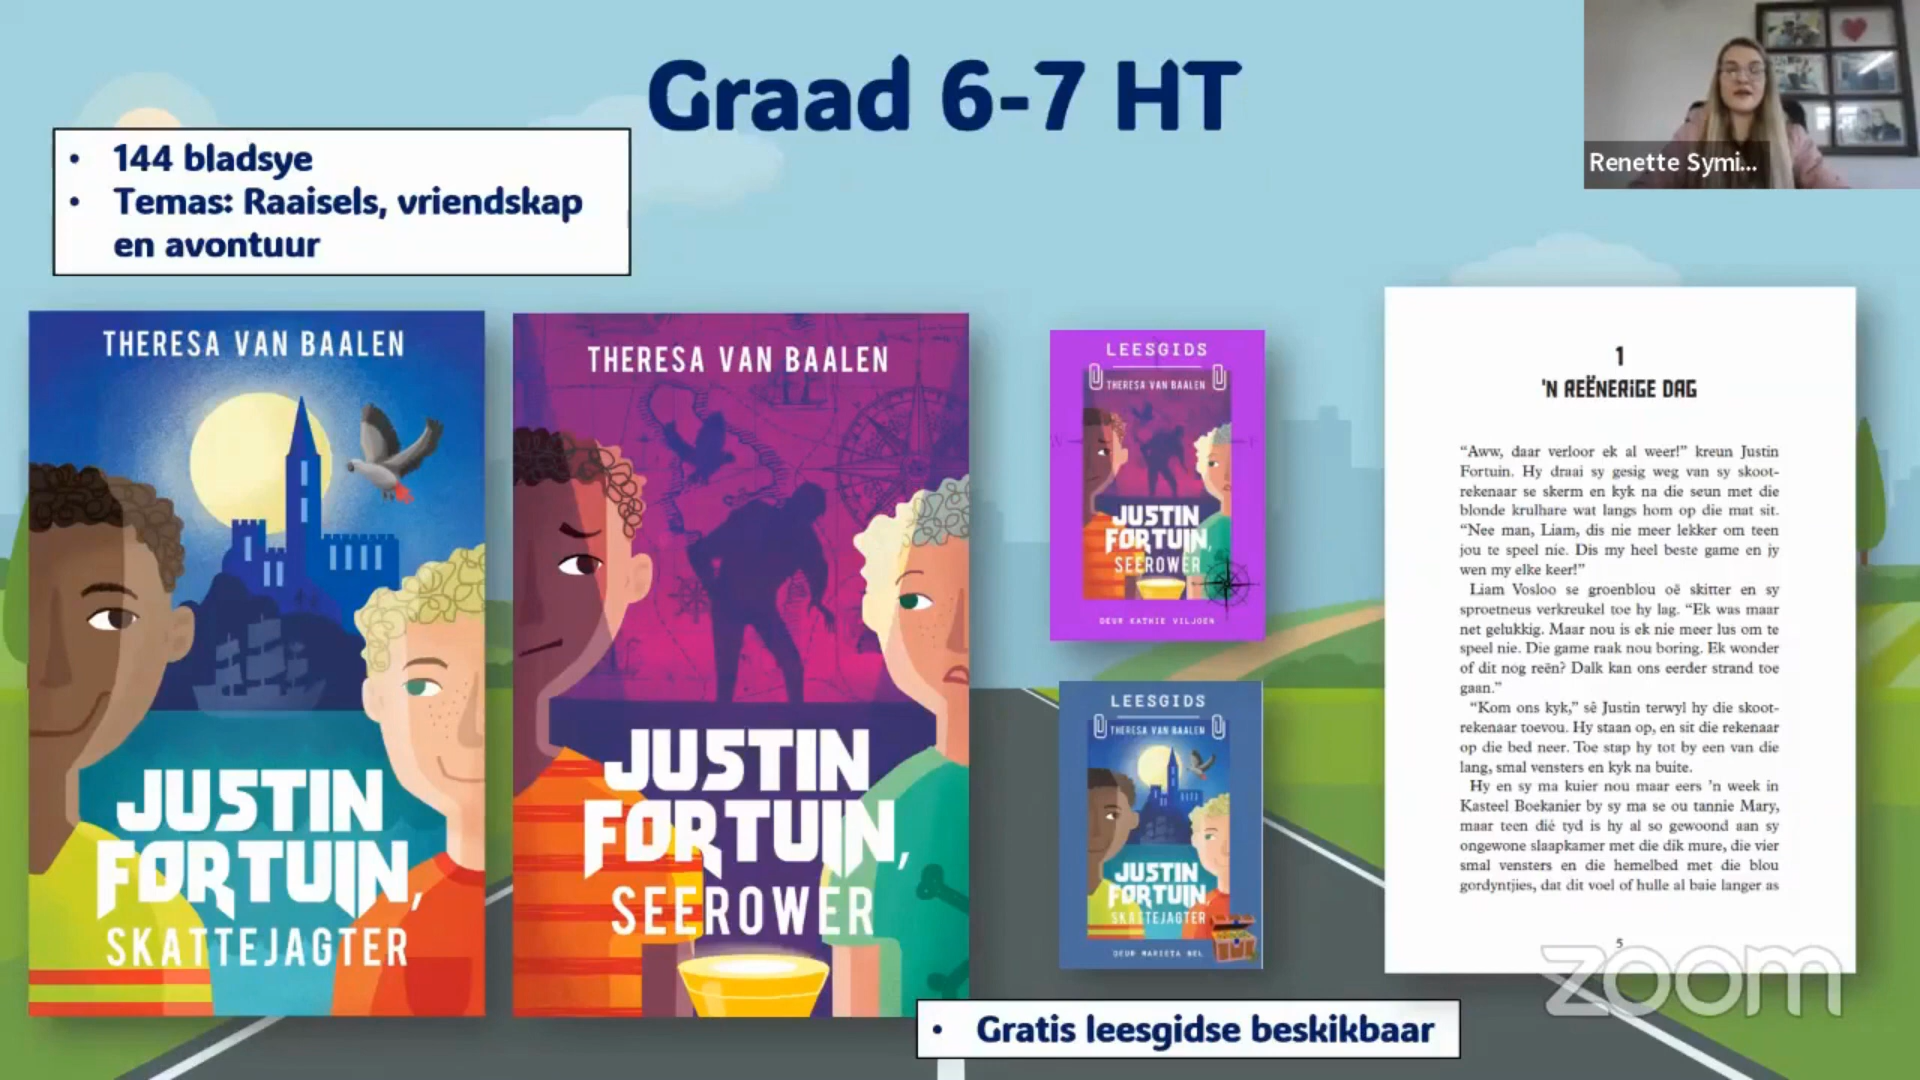 Graad 6-7 HT
Renette Symi...
• 144 bladsye
• Temas: Raaisels, vriendskap
en avontuur
THERESA VAN BAALEN
JUSTIN
FORTUIN,
SKATTEJAGTER
THERESA VAN BAALEN
JUSTIN
FORTUIN,
SEEROWER
LEESGIDS
THERESA VAN BAALEN
JUSTIN
FORTUIN,
SEEROWER
DEUR KATHIE VILJOEN
LEESGIDS
THERESA VAN BAALEN
JUSTIN
FORTUIN,
SKATTEJAGTER
DEUR MARIETA NEL
1
'N REËNERIGE DAG
“Aww, daar verloor ek al weer!” kreun Justin
Fortuin. Hy draai sy gesig weg van sy skoot-
rekenaar se skerm en kyk na die seun met die
blonde krulhare wat langs hom op die mat sit.
“Nee man, Liam, dis nie meer lekker om teen
jou te speel nie. Dis my heel beste game en jy
wen my elke keer!”
Liam Vosloo se groenblou oë skitter en sy
sproetneus verkreukel toe hy lag. “Ek was maar
net gelukkig. Maar nou is ek nie meer lus om te
speel nie. Die game raak nou boring. Ek wonder
of dit nog reën? Dalk kan ons eerder strand toe
gaan.”
“Kom ons kyk,” sê Justin terwyl hy die skoot-
rekenaar toevou. Hy staan op, en sit die rekenaar
op die bed neer. Toe stap hy tot by een van die
lang, smal vensters en kyk na buite.
Hy en sy ma kuier nou maar eers ’n week in
Kasteel Boekanier by sy ma se ou tannie Mary,
maar teen dié tyd is hy al so gewoond aan sy
ongewone slaapkamer met die dik mure, die vier
smal vensters en die hemelbed met die blou
gordyntjies, dat dit voel of hulle al baie langer as
5
zoom
• Gratis leesgidse beskikbaar